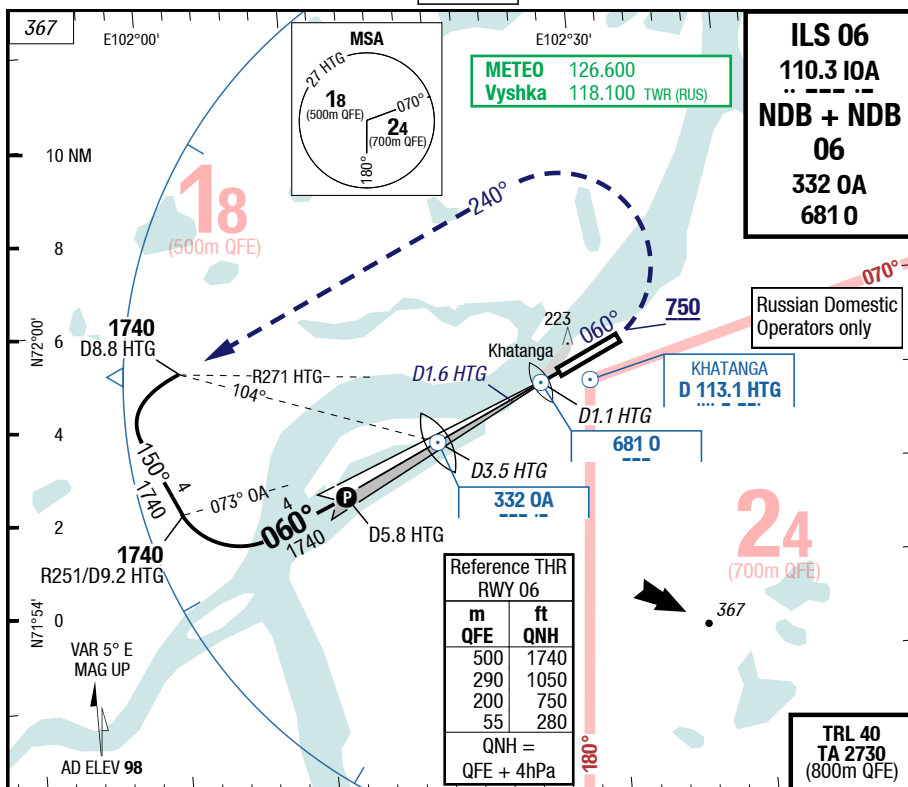 367
E102°00'
MSA
27 HTG
18
(500m QFE)
070°
24
(700m QFE)
180°
E102°30'
METEO 126.600
Vyshka 118.100 TWR (RUS)
ILS 06
110.3 IOA
NDB + NDB
06
332 OA
681 O
10 NM
8
6
4
2
0
N72°00'
N71°54'
18
(500m QFE)
240°
070°
Russian Domestic
Operators only
1740
D8.8 HTG
R271 HTG
104°
223
060°
750
Khatanga
D1.6 HTG
D1.1 HTG
KHATANGA
D 113.1 HTG
681 O
D3.5 HTG
332 OA
150°
4
1740
073° OA
4
060°
1740
P
D5.8 HTG
1740
R251/D9.2 HTG
24
(700m QFE)
367
Reference THR
RWY 06
m ft
QFE QNH
500 1740
290 1050
200 750
55 280
QNH =
QFE + 4hPa
180°
VAR 5° E
MAG UP
AD ELEV 98
TRL 40
TA 2730
(800m QFE)